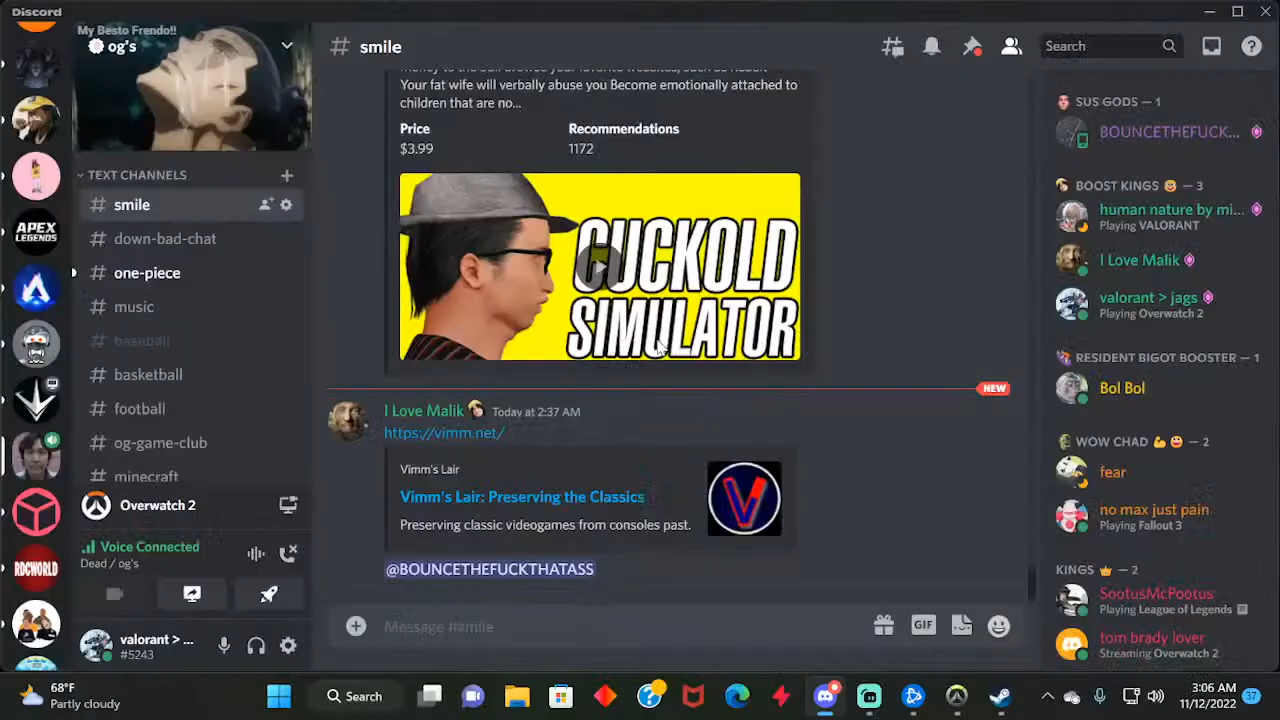 Discord
My Besto Frendo!!
og's
TEXT CHANNELS
smile
down-bad-chat
one-piece
music
baseball
basketball
football
og-game-club
minecraft
Overwatch 2
Voice Connected
Dead / og's
valorant > ...
#5243
APEX
LEGENDS
RDCWORLD
# smile
Search
Your fat wife will verbally abuse you Become emotionally attached to
children that are no...
Price
Recommendations
$3.99
1172
CUCKOLD
SIMULATOR
NEW
I Love Malik
Today at 2:37 AM
https://vimm.net/
Vimm's Lair
Vimm's Lair: Preserving the Classics
Preserving classic videogames from consoles past.
@BOUNCETHEFUCKTHATASS
Message #smile
GIF
SUS GODS — 1
BOUNCETHEFUCK...
BOOST KINGS — 3
human nature by mi...
Playing VALORANT
I Love Malik
valorant > jags
Playing Overwatch 2
RESIDENT BIGOT BOOSTER — 1
Bol Bol
WOW CHAD — 2
fear
no max just pain
Playing Fallout 3
KINGS — 2
SootusMcPootus
Playing League of Legends
tom brady lover
Streaming Overwatch 2
68°F
Partly cloudy
Search
3:06 AM
11/12/2022
37